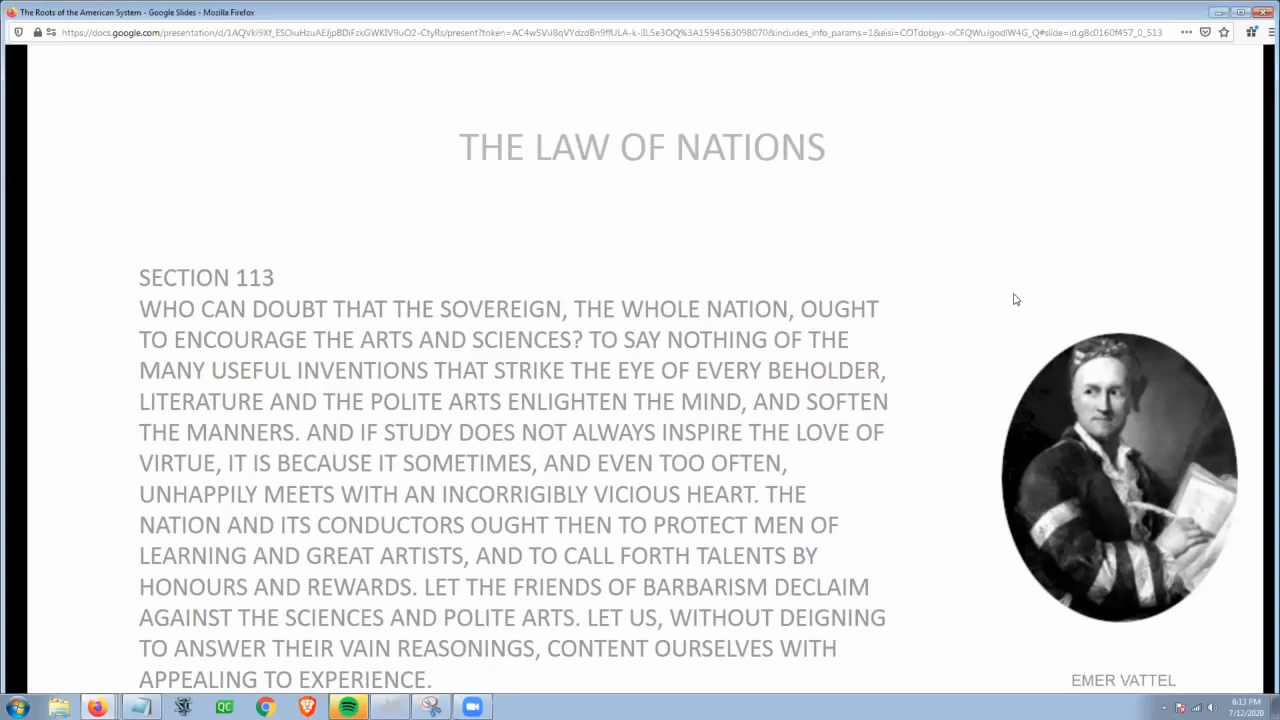 The Roots of the American System - Google Slides - Mozilla Firefox
THE LAW OF NATIONS
SECTION 113
WHO CAN DOUBT THAT THE SOVEREIGN, THE WHOLE NATION, OUGHT
TO ENCOURAGE THE ARTS AND SCIENCES? TO SAY NOTHING OF THE
MANY USEFUL INVENTIONS THAT STRIKE THE EYE OF EVERY BEHOLDER,
LITERATURE AND THE POLITE ARTS ENLIGHTEN THE MIND, AND SOFTEN
THE MANNERS. AND IF STUDY DOES NOT ALWAYS INSPIRE THE LOVE OF
VIRTUE, IT IS BECAUSE IT SOMETIMES, AND EVEN TOO OFTEN,
UNHAPPILY MEETS WITH AN INCORRIGIBLY VICIOUS HEART. THE
NATION AND ITS CONDUCTORS OUGHT THEN TO PROTECT MEN OF
LEARNING AND GREAT ARTISTS, AND TO CALL FORTH TALENTS BY
HONOURS AND REWARDS. LET THE FRIENDS OF BARBARISM DECLAIM
AGAINST THE SCIENCES AND POLITE ARTS. LET US, WITHOUT DEIGNING
TO ANSWER THEIR VAIN REASONINGS, CONTENT OURSELVES WITH
APPEALING TO EXPERIENCE.
EMER VATTEL
QC
6:13 PM
7/12/2020